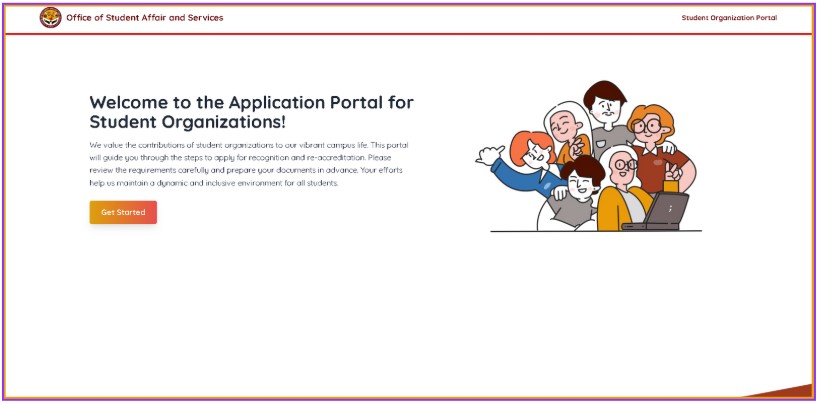 Office of Student Affair and Services
Student Organization Portal
Welcome to the Application Portal for
Student Organizations!
We value the contributions of student organizations to our vibrant campus life. This portal
will guide you through the steps to apply for recognition and re-accreditation. Please
review the requirements carefully and prepare your documents in advance. Your efforts
help us maintain a dynamic and inclusive environment for all students.
Get Started